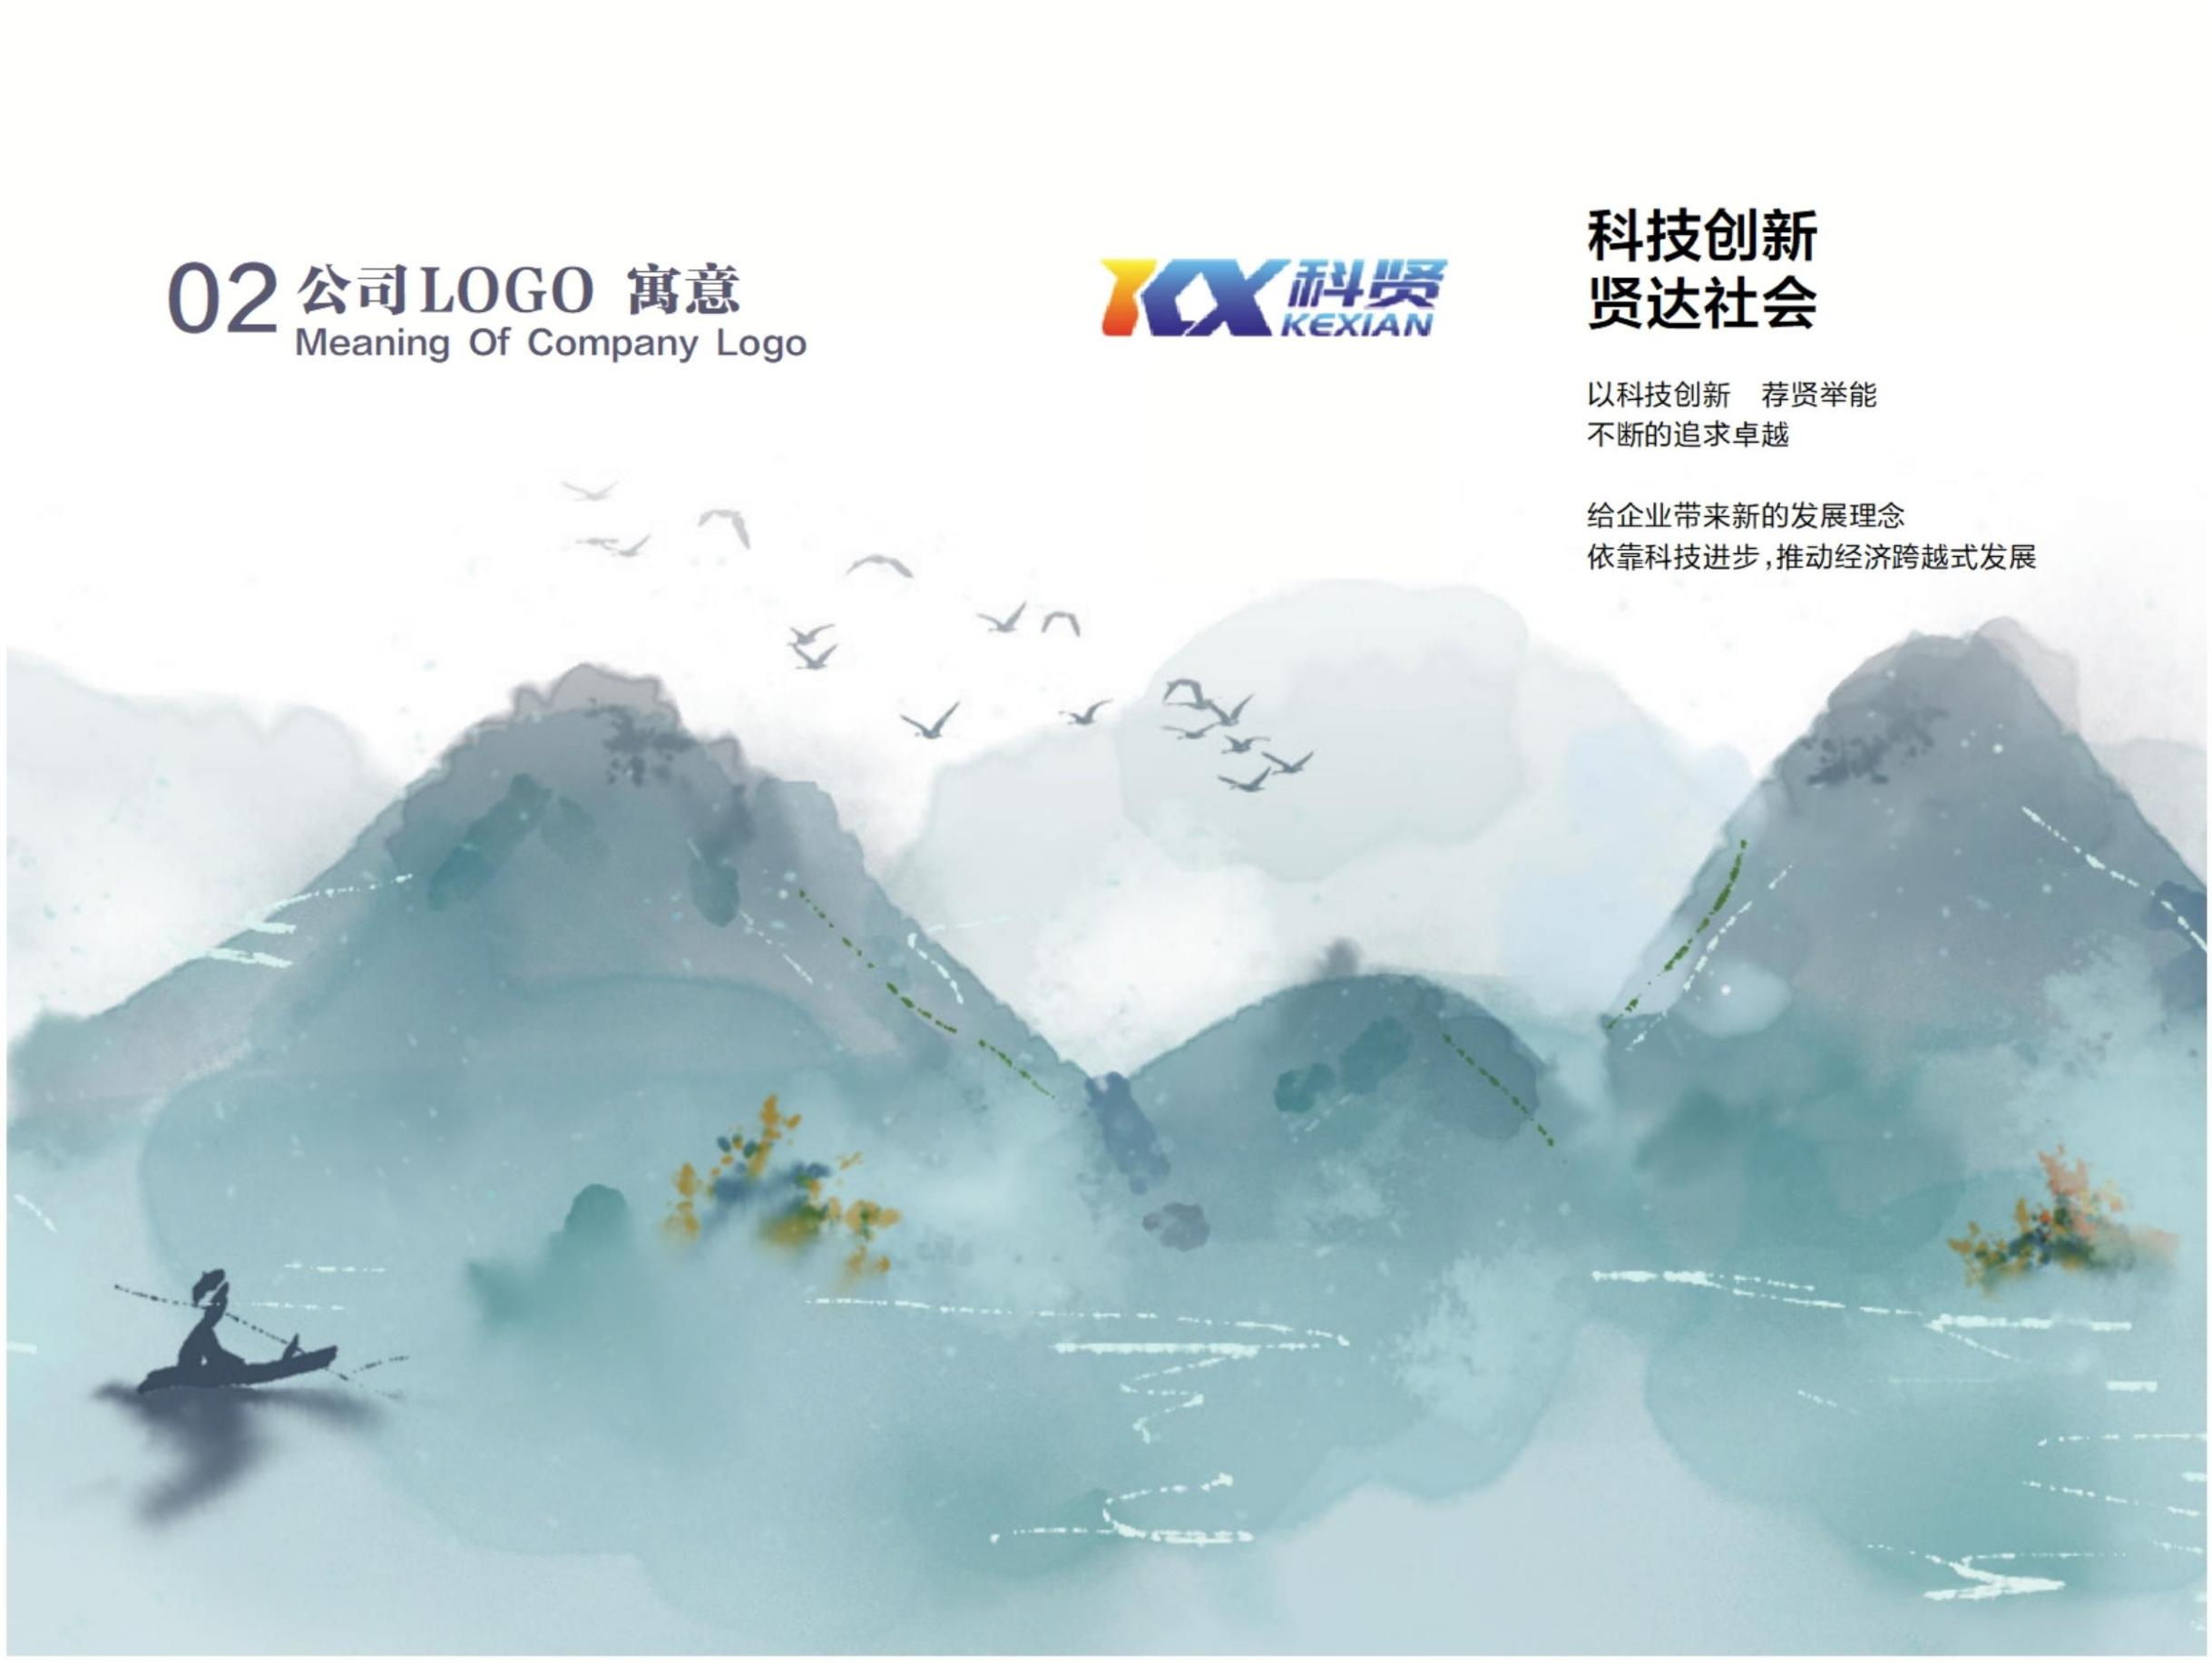 02 公司LOGO 寓意
Meaning Of Company Logo
KX 科贤
KEXIAN
科技创新
贤达社会
以科技创新　荐贤举能
不断的追求卓越
给企业带来新的发展理念
依靠科技进步,推动经济跨越式发展